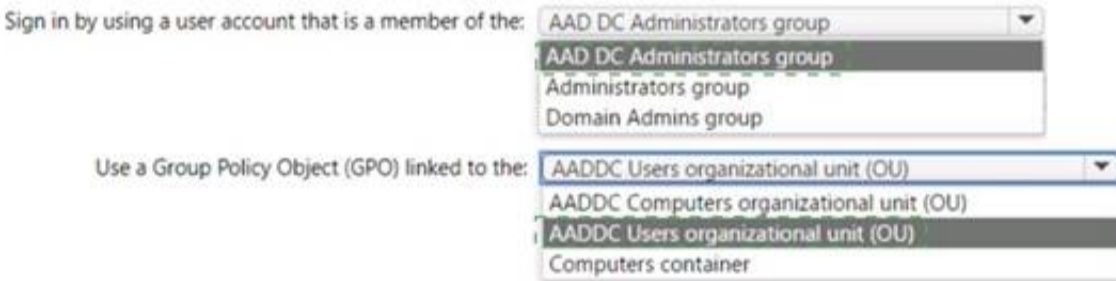 Sign in by using a user account that is a member of the: AAD DC Administrators group
AAD DC Administrators group
Administrators group
Domain Admins group
Use a Group Policy Object (GPO) linked to the: AADDC Users organizational unit (OU)
AADDC Computers organizational unit (OU)
AADDC Users organizational unit (OU)
Computers container